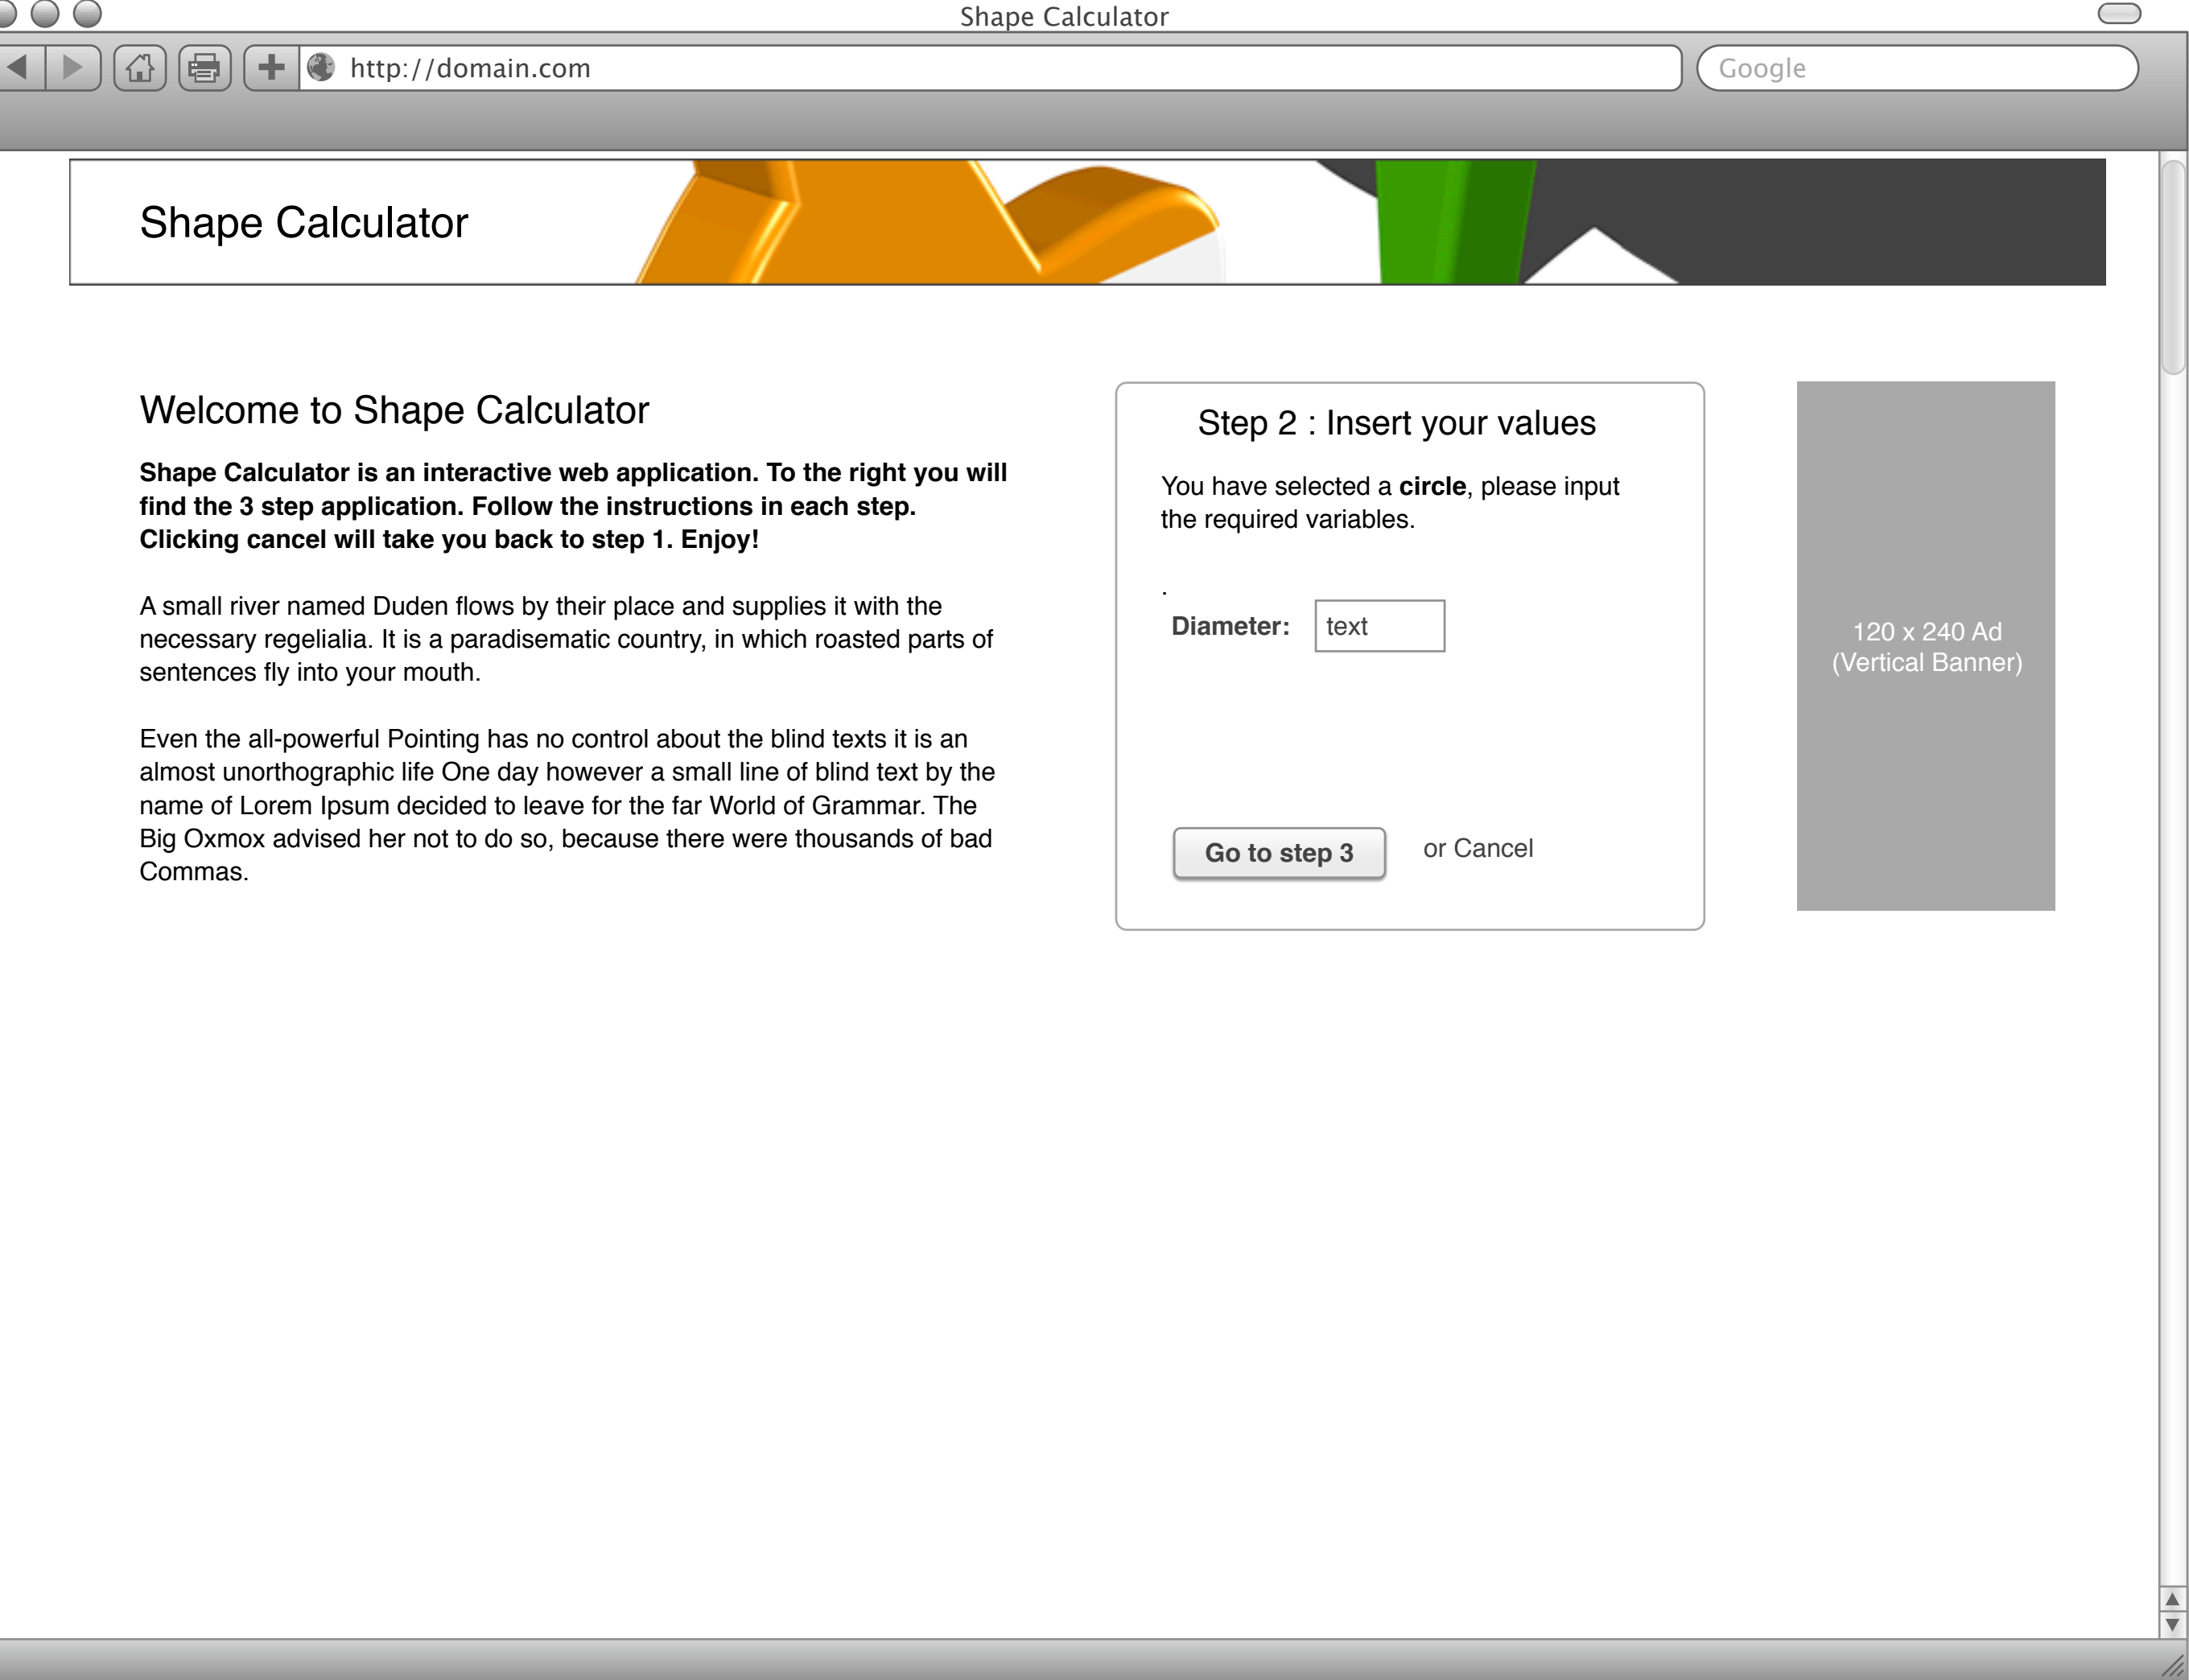 Shape Calculator
http://domain.com
Google
Shape Calculator
Welcome to Shape Calculator
Shape Calculator is an interactive web application. To the right you will
find the 3 step application. Follow the instructions in each step.
Clicking cancel will take you back to step 1. Enjoy!
A small river named Duden flows by their place and supplies it with the
necessary regelialia. It is a paradisematic country, in which roasted parts of
sentences fly into your mouth.
Even the all-powerful Pointing has no control about the blind texts it is an
almost unorthographic life One day however a small line of blind text by the
name of Lorem Ipsum decided to leave for the far World of Grammar. The
Big Oxmox advised her not to do so, because there were thousands of bad
Commas.
Step 2 : Insert your values
You have selected a circle, please input
the required variables.
.
Diameter: text
Go to step 3 or Cancel
120 x 240 Ad
(Vertical Banner)